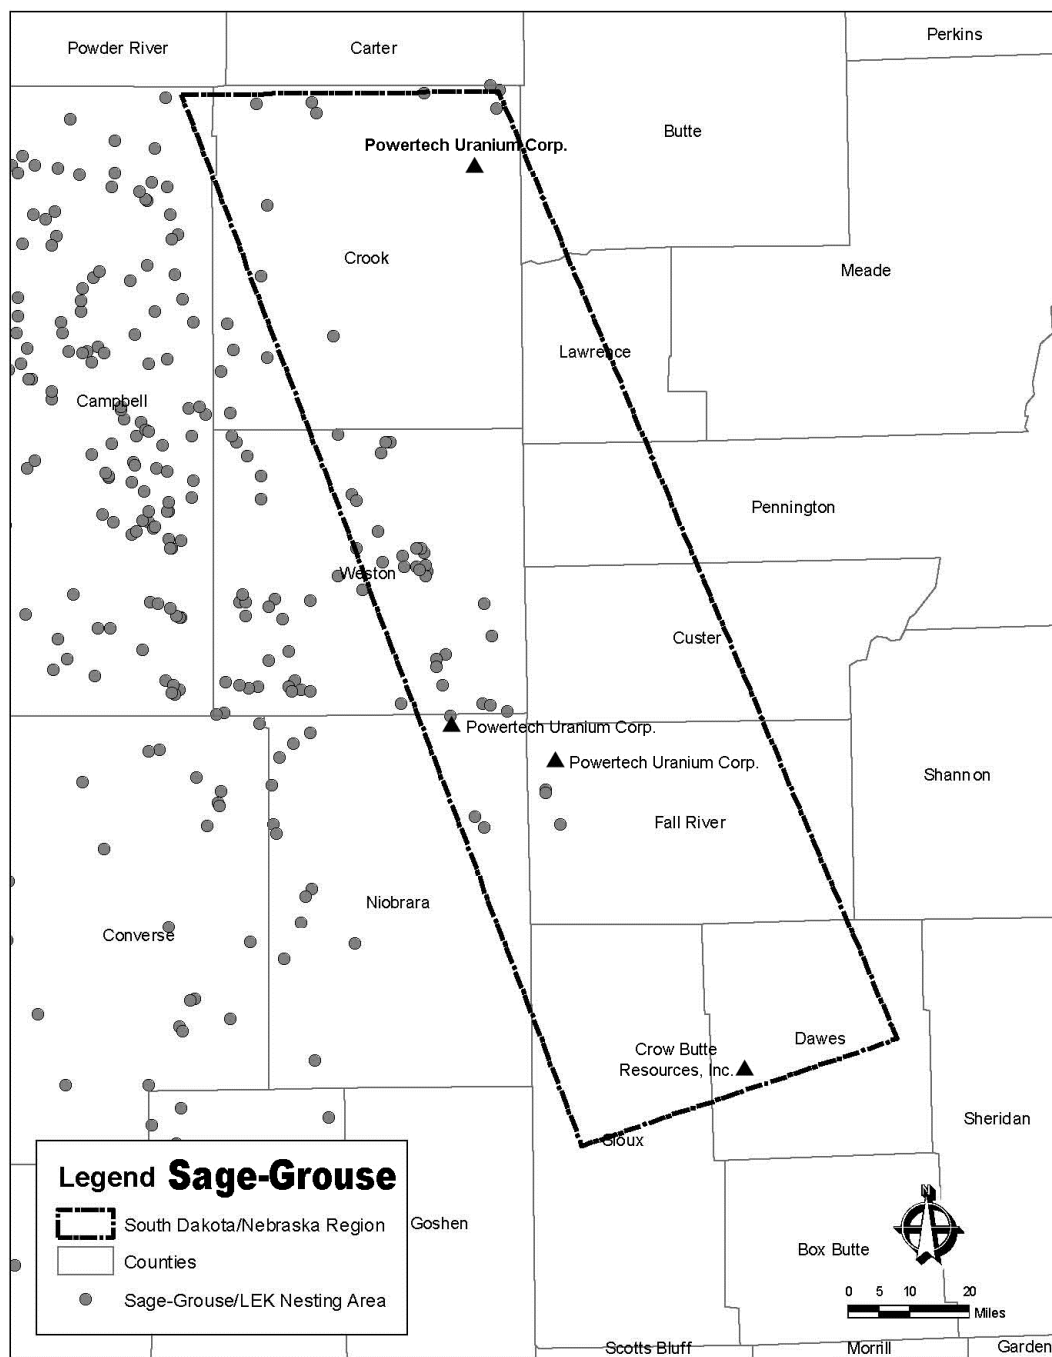 Perkins
Powder River
Carter
Butte
Powertech Uranium Corp.
Crook
Meade
Lawrence
Campbell
Pennington
Weston
Custer
Powertech Uranium Corp.
Powertech Uranium Corp.
Shannon
Fall River
Niobrara
Converse
Dawes
Crow Butte
Resources, Inc.
Sheridan
Sioux
Legend Sage-Grouse
South Dakota/Nebraska Region
Counties
Sage-Grouse/LEK Nesting Area
Goshen
N
Box Butte
0 5 10 20
Miles
Scotts Bluff
Morrill
Garden